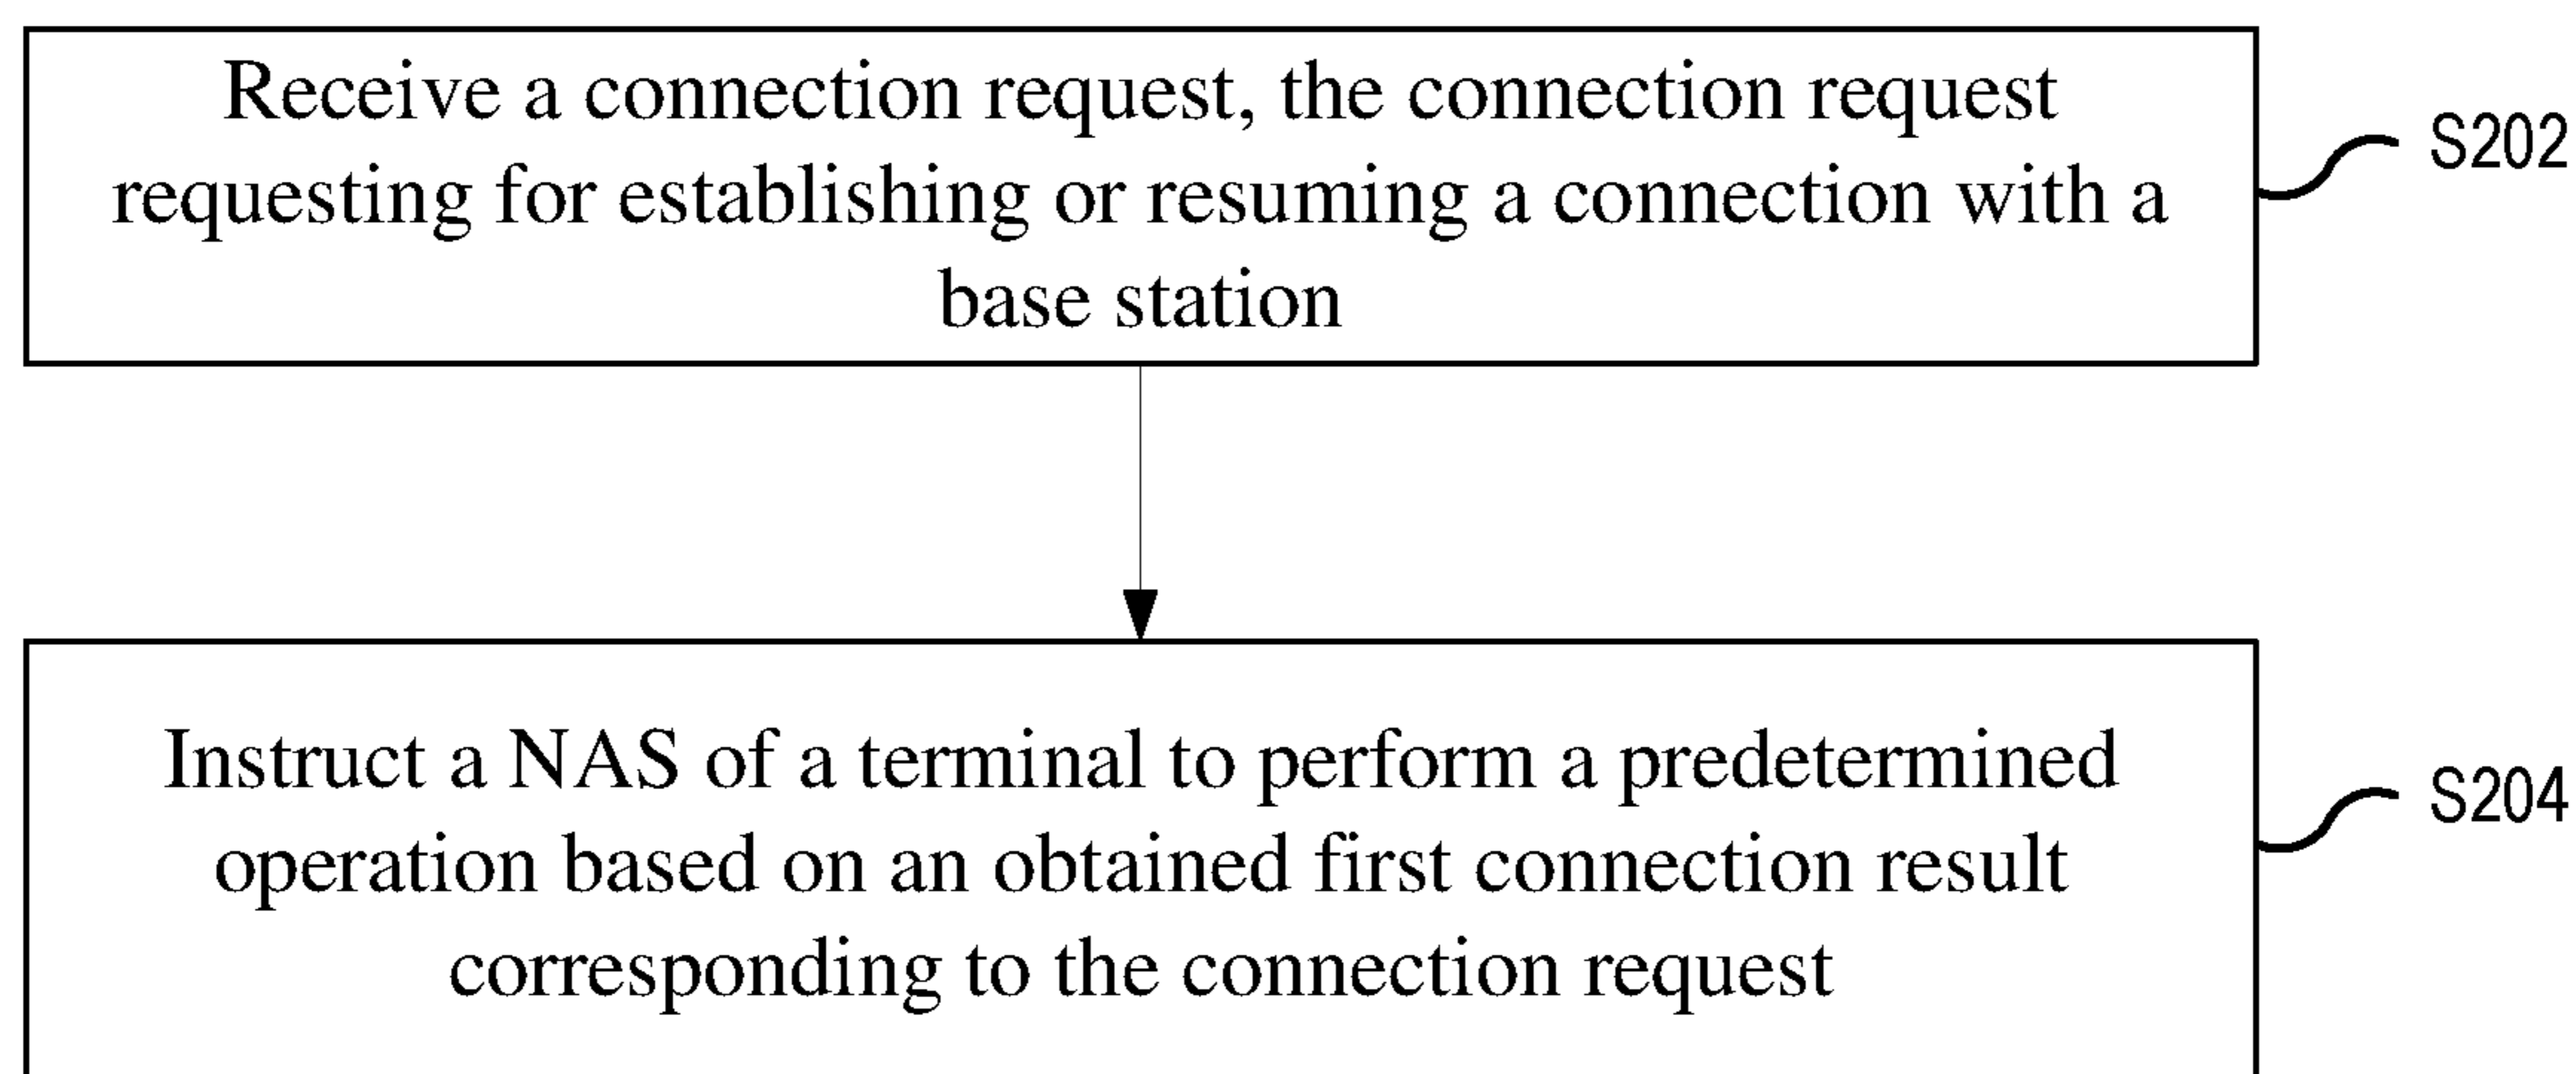 Receive a connection request, the connection request
requesting for establishing or resuming a connection with a
base station
S202
Instruct a NAS of a terminal to perform a predetermined
operation based on an obtained first connection result
corresponding to the connection request
S204